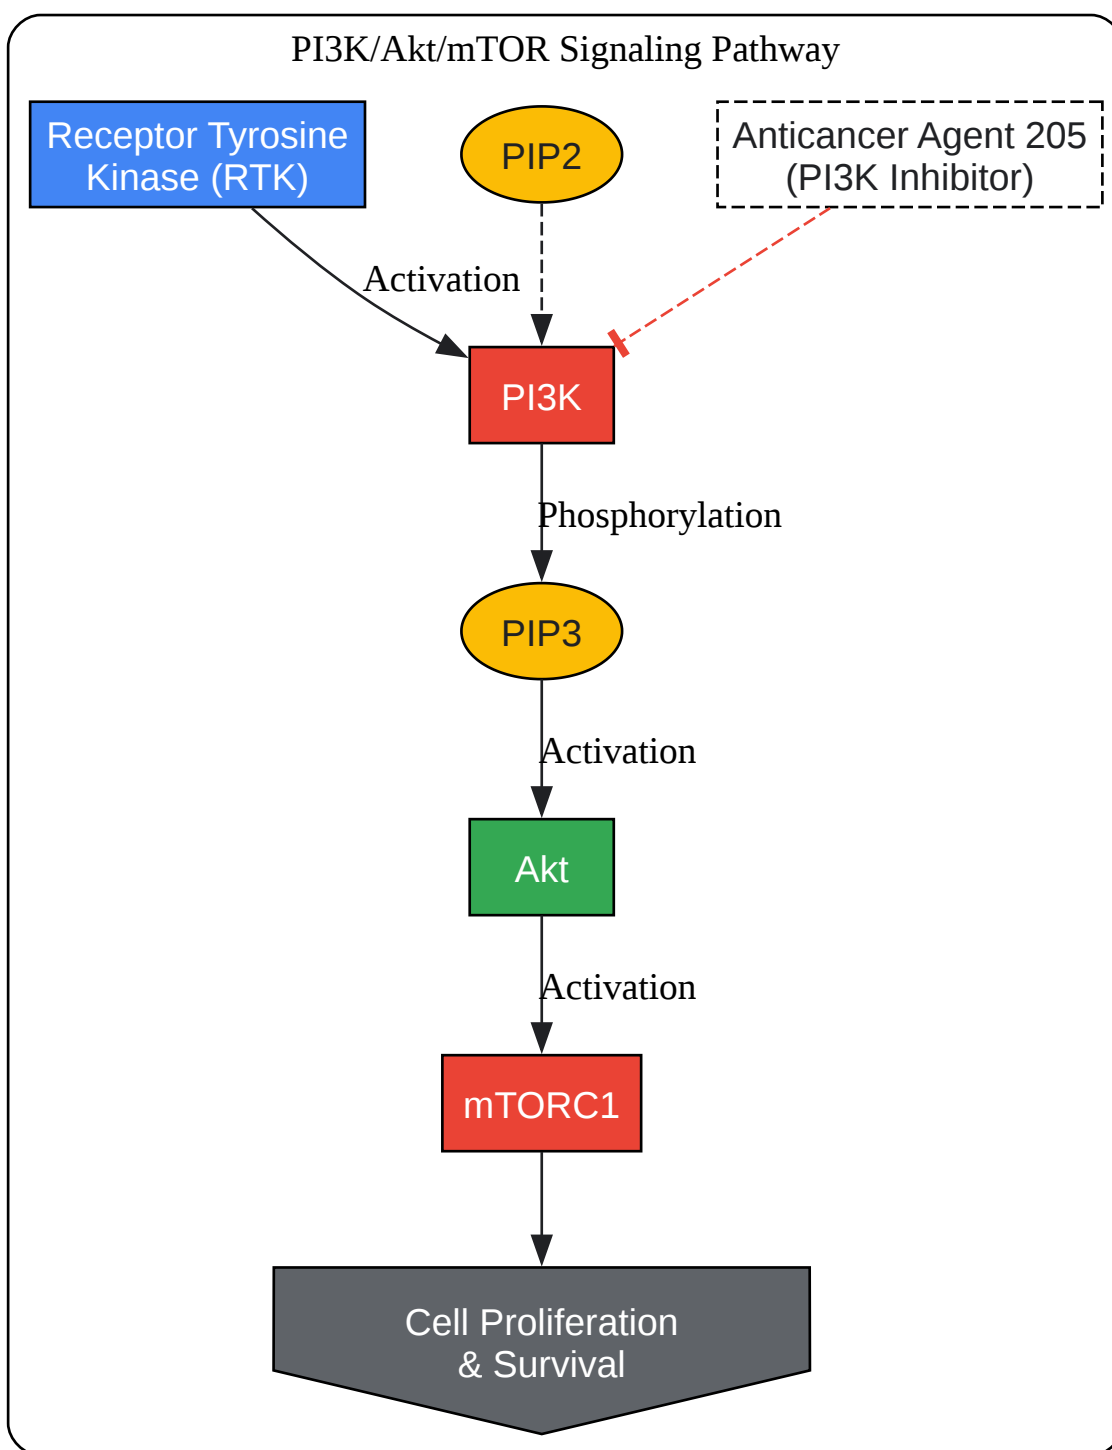 PI3K/Akt/mTOR Signaling Pathway
Receptor Tyrosine
Kinase (RTK)
PIP2
Anticancer Agent 205
(PI3K Inhibitor)
Activation
PI3K
Phosphorylation
PIP3
Activation
Akt
Activation
mTORC1
Cell Proliferation
& Survival